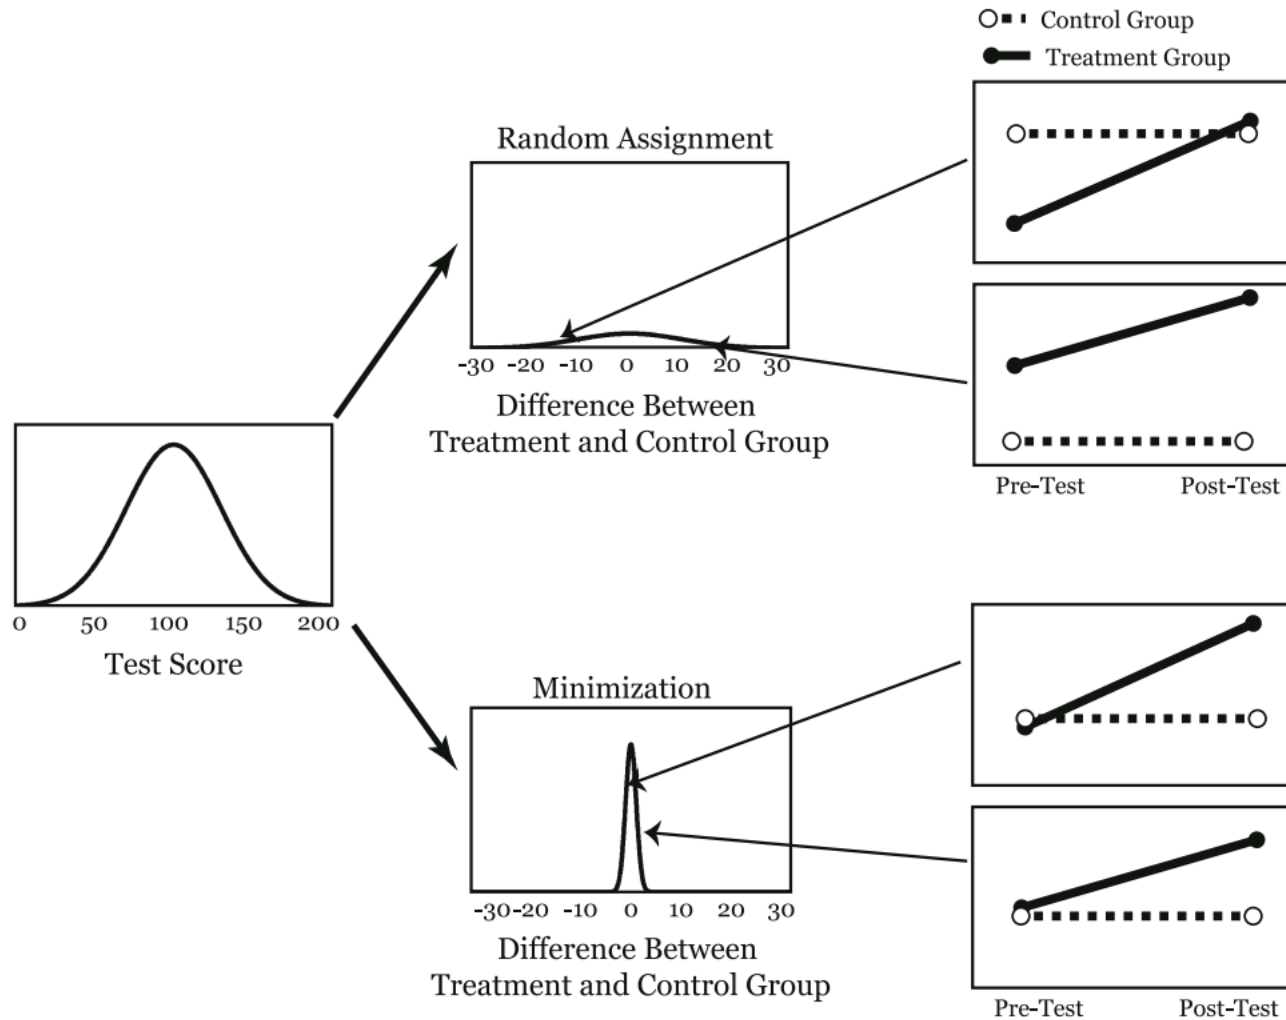 Control Group
Treatment Group
Random Assignment
-30 -20 -10 0 10 20 30
Difference Between
Treatment and Control Group
Pre-Test Post-Test
0 50 100 150 200
Test Score
Minimization
-30 -20 -10 0 10 20 30
Difference Between
Treatment and Control Group
Pre-Test Post-Test